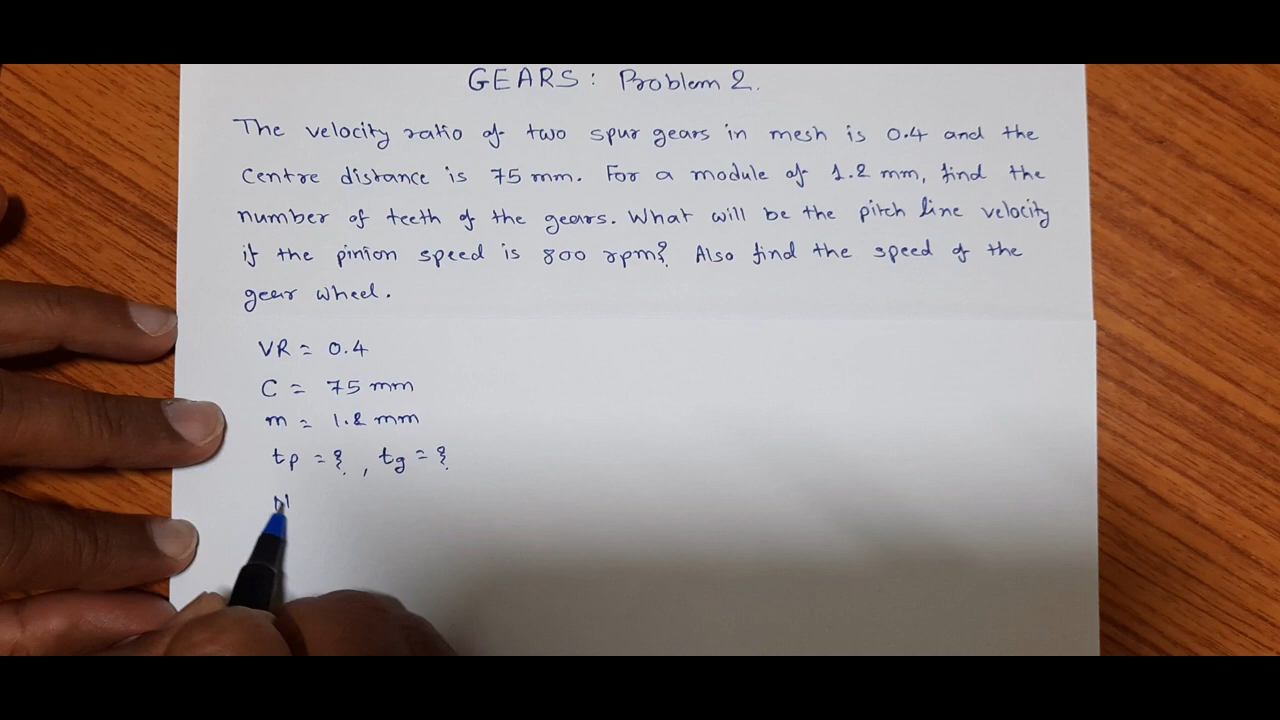 GEARS: Problem 2.
The velocity ratio of two spur gears in mesh is 0.4 and the
centre distance is 75 mm. For a module of 1.2 mm, find the
number of teeth of the gears. What will be the pitch line velocity
if the pinion speed is 800 rpm? Also find the speed of the
gear wheel.
VR = 0.4
C = 75 mm
m = 1.2 mm
tp = ?, tg = ?
N